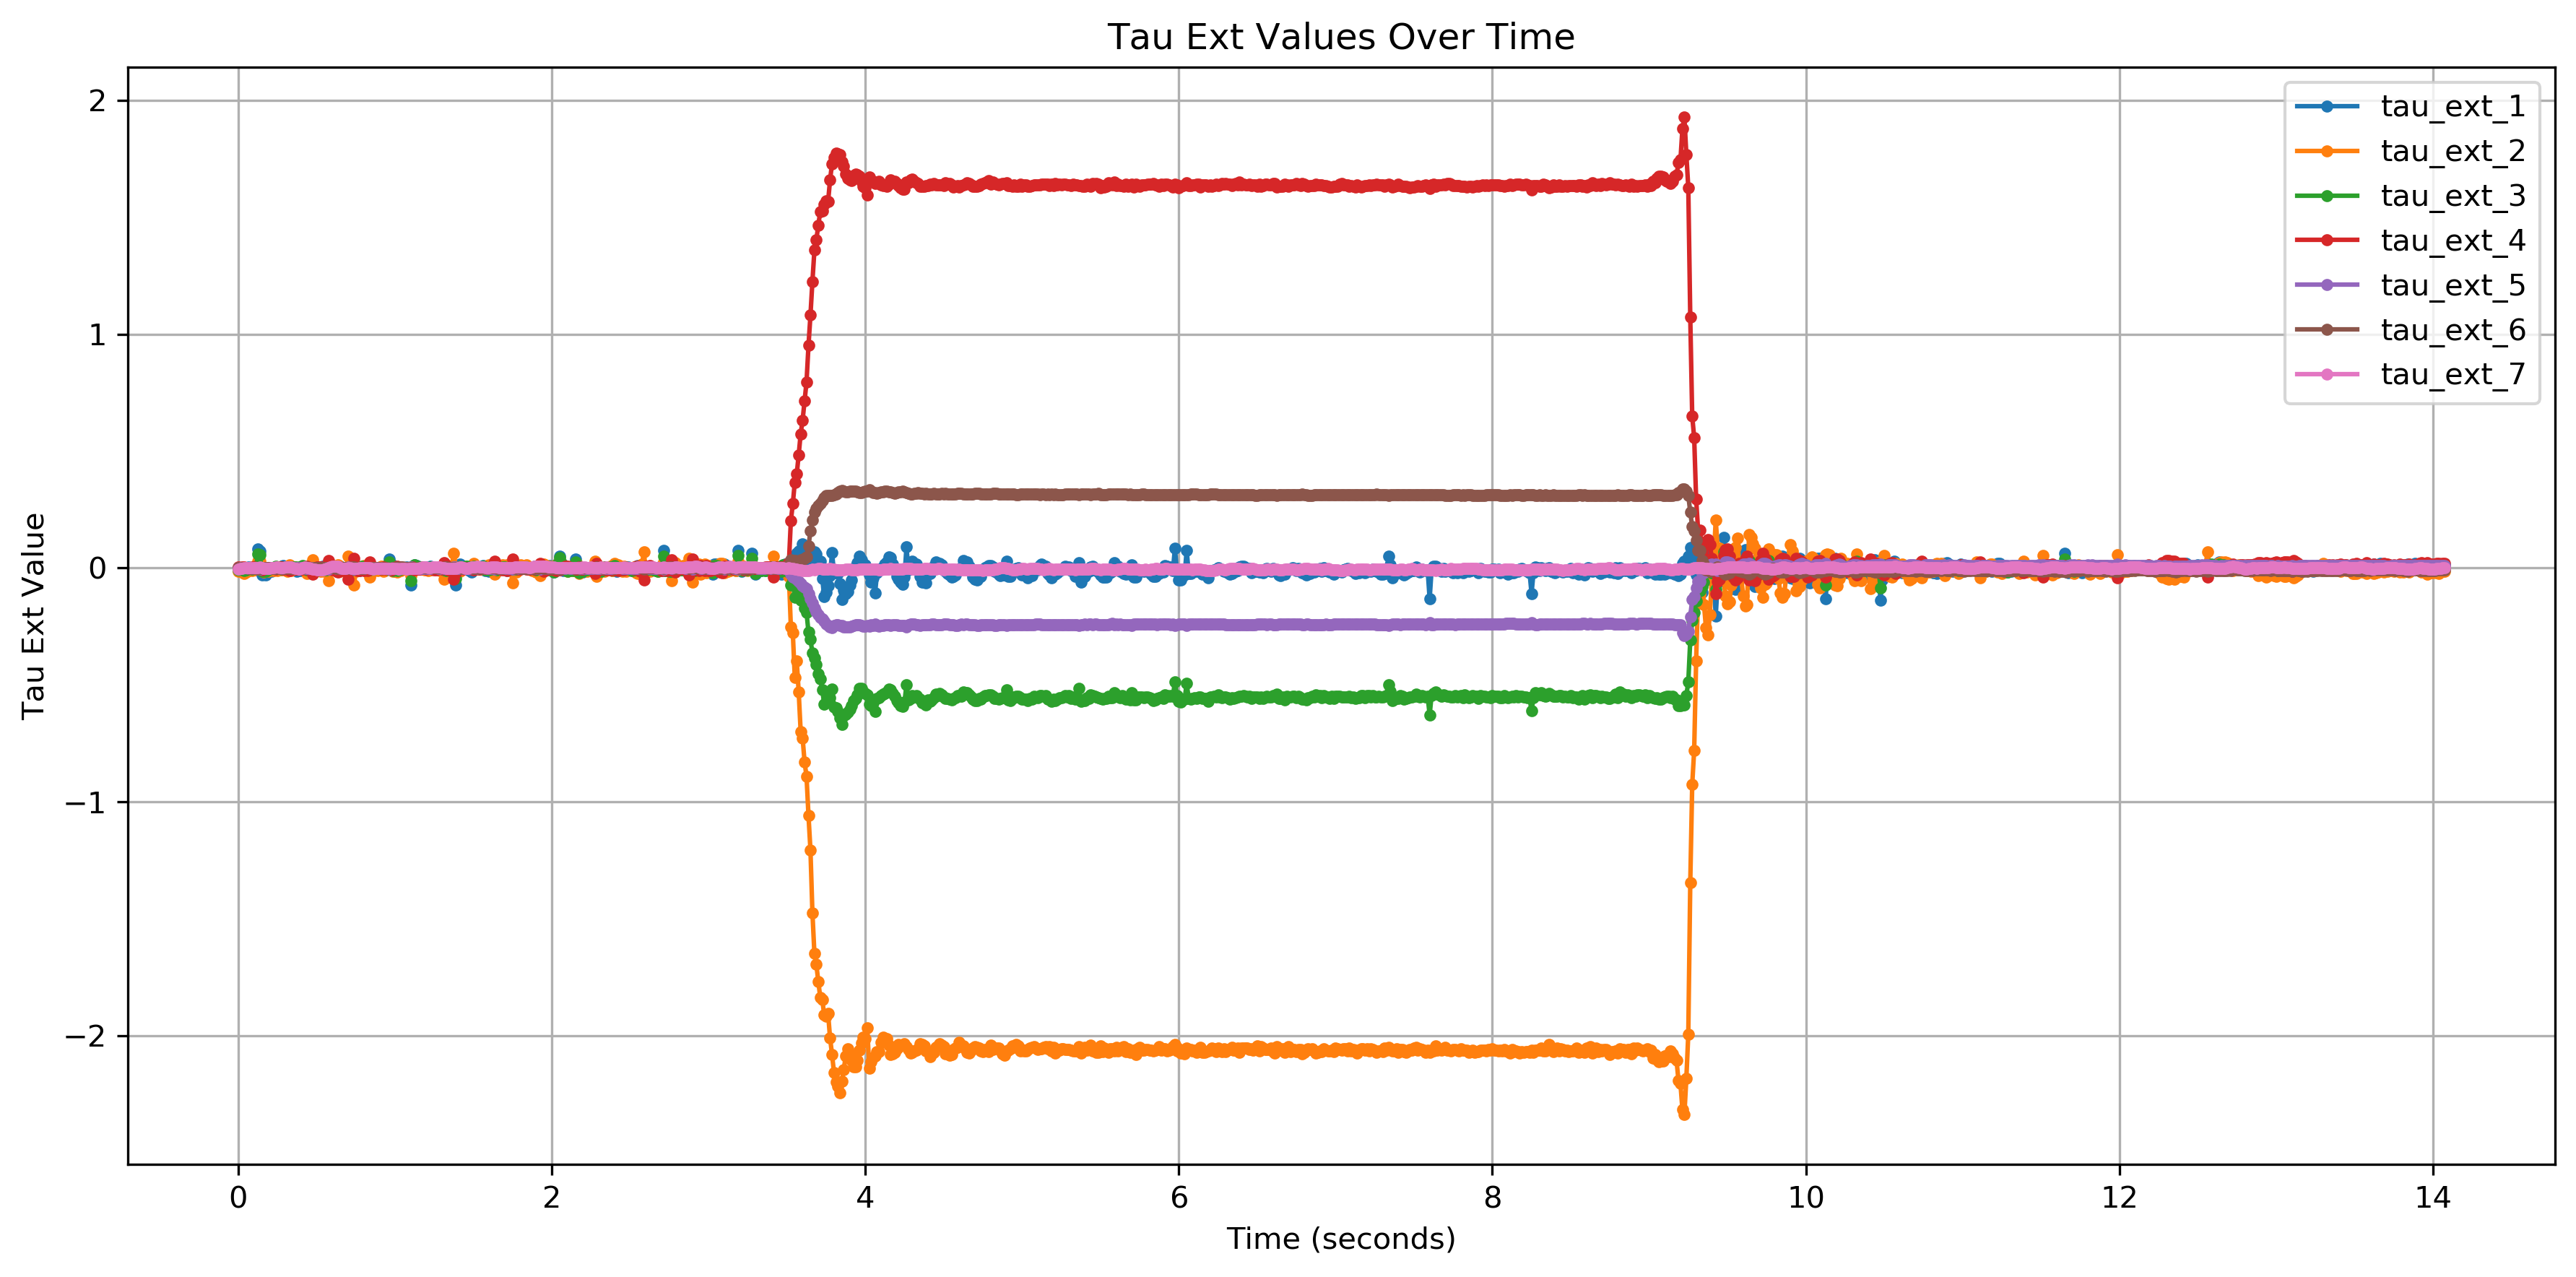 Tau Ext Values Over Time
Tau Ext Value
2
1
0
−1
−2
0 2 4 6 8 10 12 14
Time (seconds)
tau_ext_1
tau_ext_2
tau_ext_3
tau_ext_4
tau_ext_5
tau_ext_6
tau_ext_7